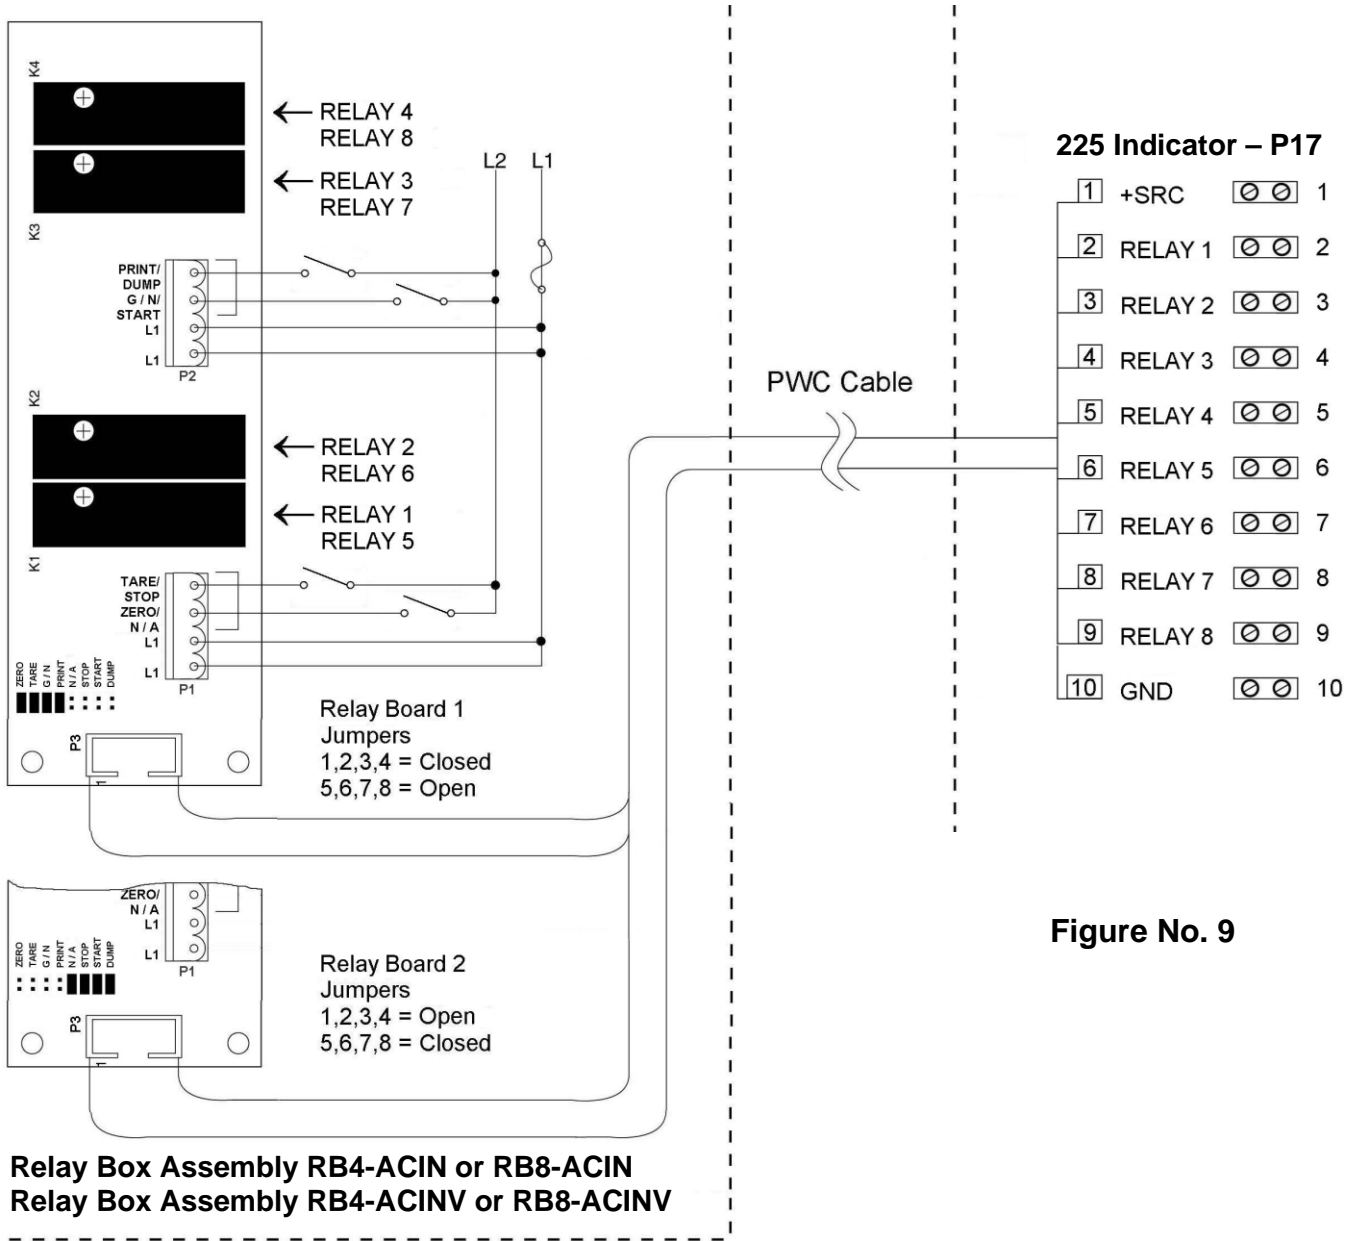 K4
RELAY 4
RELAY 8
K3
RELAY 3
RELAY 7
L2 L1
PRINT/
DUMP
G / N/
START
L1
L1
P2
K2
RELAY 2
RELAY 6
K1
RELAY 1
RELAY 5
TARE/
STOP
ZERO/
N / A
L1
L1
P1
ZERO
TARE
G / N
PRINT
N / A
STOP
START
DUMP
P3
1
Relay Board 1
Jumpers
1,2,3,4 = Closed
5,6,7,8 = Open
ZERO/
N / A
L1
L1
P1
ZERO
TARE
G / N
PRINT
N / A
STOP
START
DUMP
P3
1
Relay Board 2
Jumpers
1,2,3,4 = Open
5,6,7,8 = Closed
PWC Cable
225 Indicator – P17
1 +SRC 1
2 RELAY 1 2
3 RELAY 2 3
4 RELAY 3 4
5 RELAY 4 5
6 RELAY 5 6
7 RELAY 6 7
8 RELAY 7 8
9 RELAY 8 9
10 GND 10
Figure No. 9
Relay Box Assembly RB4-ACIN or RB8-ACIN
Relay Box Assembly RB4-ACINV or RB8-ACINV